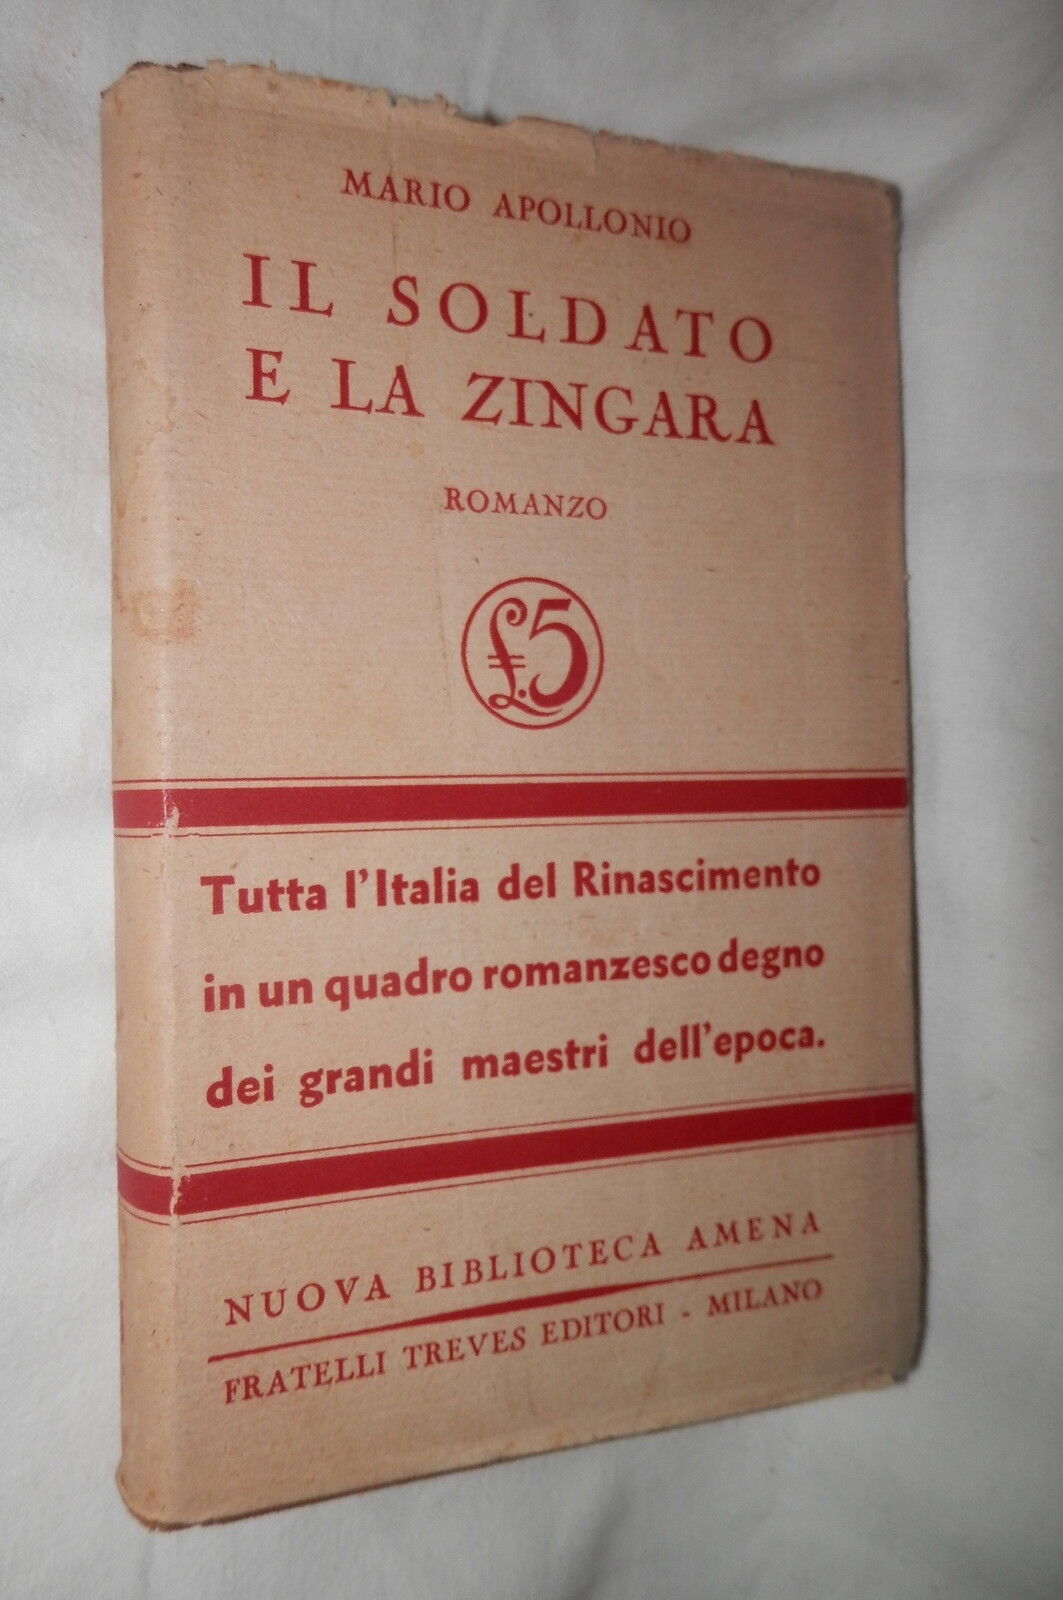 MARIO APOLLONIO
IL SOLDATO
E LA ZINGARA
ROMANZO
£.5
Tutta l'Italia del Rinascimento
in un quadro romanzesco degno
dei grandi maestri dell'epoca.
NUOVA BIBLIOTECA AMENA
FRATELLI TREVES EDITORI - MILANO